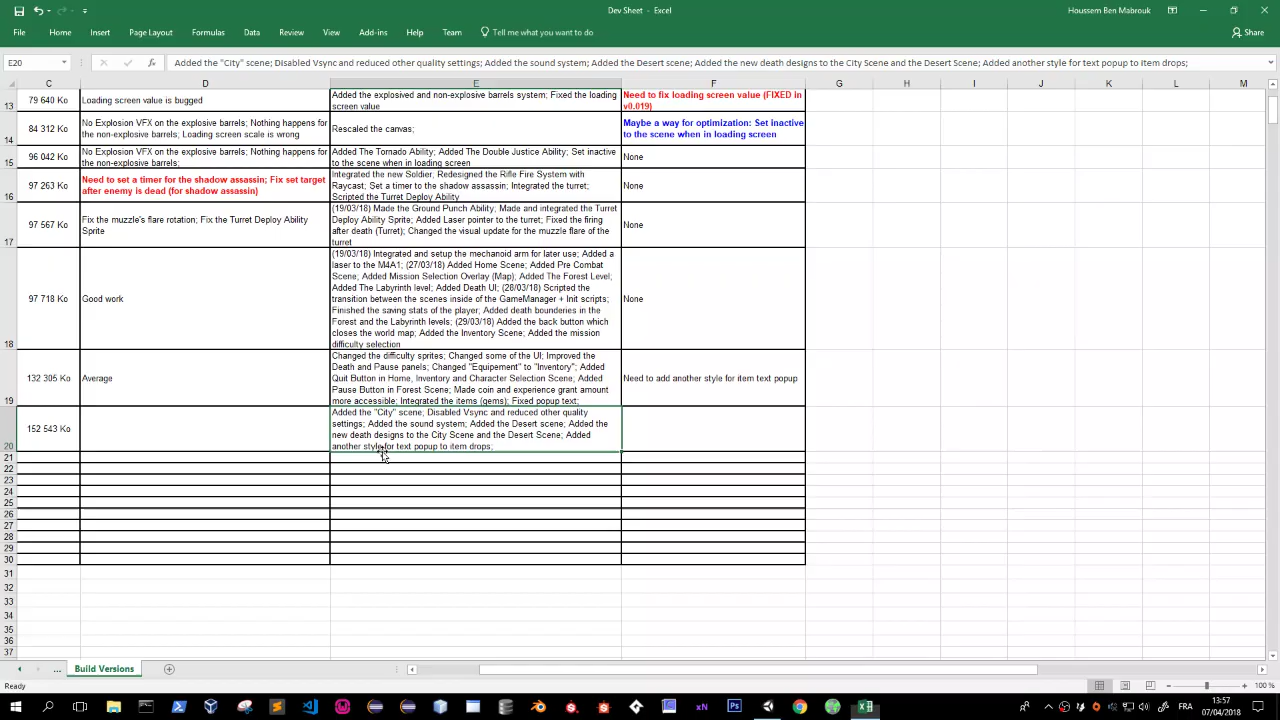 Dev Sheet - Excel
Houssem Ben Mabrouk
File Home Insert Page Layout Formulas Data Review View Add-ins Help Team Tell me what you want to do Share
E20 fx Added the "City" scene; Disabled Vsync and reduced other quality settings; Added the sound system; Added the Desert scene; Added the new death designs to the City Scene and the Desert Scene; Added another style for text popup to item drops;
C D E F G H I J K L M
13 79 640 Ko Loading screen value is bugged
Added the explosived and non-explosive barrels system; Fixed the loading
screen value
Need to fix loading screen value (FIXED in
v0.019)
14 84 312 Ko
No Explosion VFX on the explosive barrels; Nothing happens for
the non-explosive barrels; Loading screen scale is wrong
Rescaled the canvas;
Maybe a way for optimization: Set inactive
to the scene when in loading screen
15 96 042 Ko
No Explosion VFX on the explosive barrels; Nothing happens for
the non-explosive barrels;
Added The Tornado Ability; Added The Double Justice Ability; Set inactive
to the scene when in loading screen
None
16 97 263 Ko
Need to set a timer for the shadow assassin; Fix set target
after enemy is dead (for shadow assassin)
Integrated the new Soldier, Redesigned the Rifle Fire System with
Raycast; Set a timer to the shadow assassin; Integrated the turret;
Scripted the Turret Deploy Ability
None
17 97 567 Ko
Fix the muzzle's flare rotation; Fix the Turret Deploy Ability
Sprite
(19/03/18) Made the Ground Punch Ability; Made and integrated the Turret
Deploy Ability Sprite; Added Laser pointer to the turret; Fixed the firing
after death (Turret); Changed the visual update for the muzzle flare of the
turret
None
18 97 718 Ko
Good work
(19/03/18) Integrated and setup the mechanoid arm for later use; Added a
laser to the M4A1; (27/03/18) Added Home Scene; Added Pre Combat
Scene; Added Mission Selection Overlay (Map); Added The Forest Level;
Added The Labyrinth level; Added Death UI; (28/03/18) Scripted the
transition between the scenes inside of the GameManager + Init scripts;
Finished the saving stats of the player; Added death bounderies in the
Forest and the Labyrinth levels; (29/03/18) Added the back button which
closes the world map; Added the Inventory Scene; Added the mission
difficulty selection
None
19 132 305 Ko
Average
Changed the difficulty sprites; Changed some of the UI; Improved the
Death and Pause panels; Changed "Equipement" to "Inventory"; Added
Quit Button in Home, Inventory and Character Selection Scene; Added
Pause Button in Forest Scene; Made coin and experience grant amount
more accessible; Integrated the items (gems); Fixed popup text;
Need to add another style for item text popup
20 152 543 Ko
Added the "City" scene; Disabled Vsync and reduced other quality
settings; Added the sound system; Added the Desert scene; Added the
new death designs to the City Scene and the Desert Scene; Added
another style for text popup to item drops;
21
22
23
24
25
26
27
28
29
30
31
32
33
34
35
36
37
... Build Versions
Ready
100 %
FRA
13:57
07/04/2018